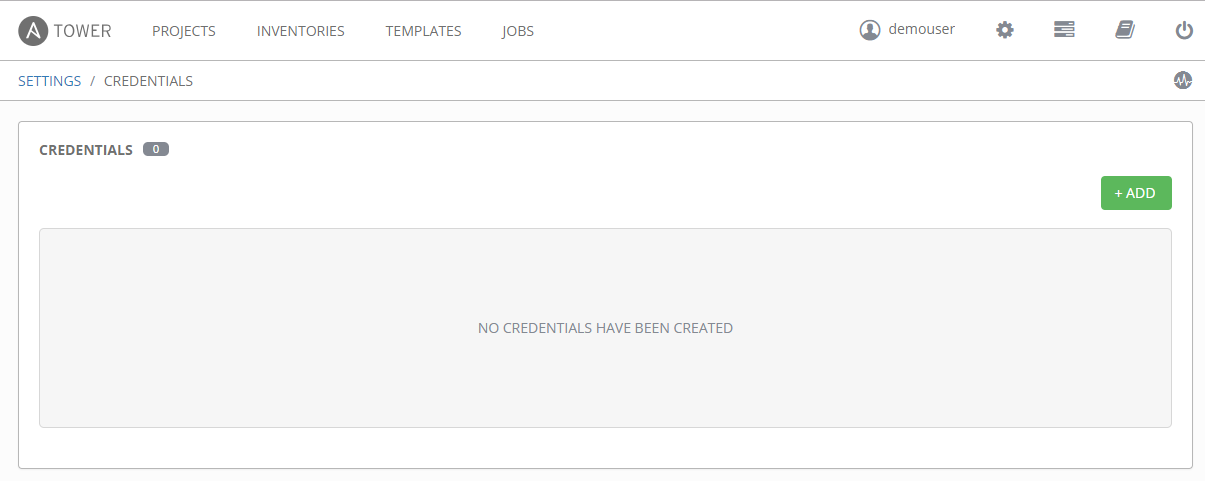 A TOWER PROJECTS INVENTORIES TEMPLATES JOBS demouser
SETTINGS / CREDENTIALS
CREDENTIALS 0
+ ADD
NO CREDENTIALS HAVE BEEN CREATED